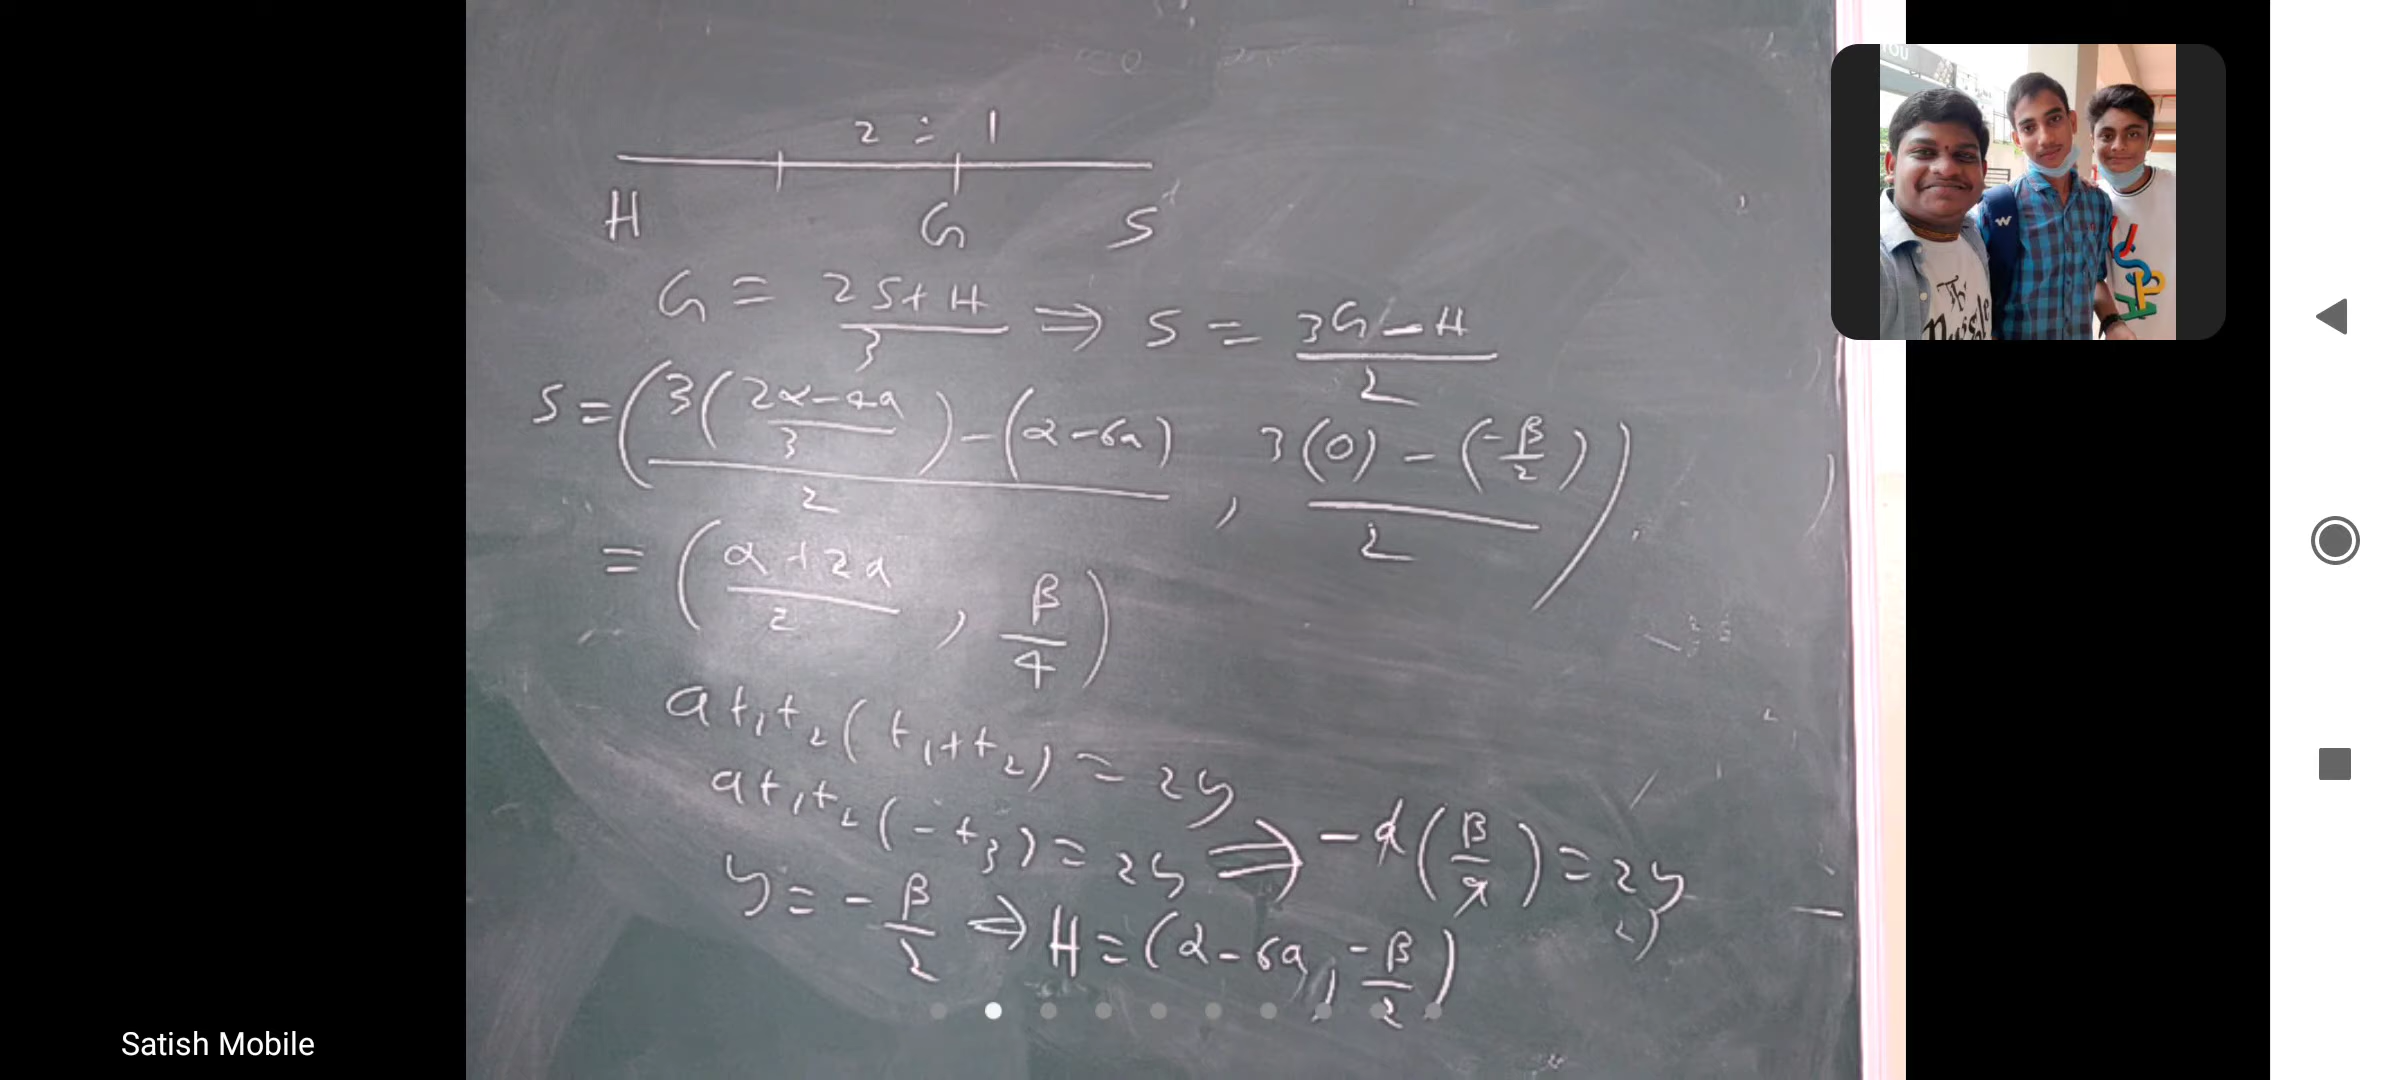 2 : 1
H G S
G = 2S+H / 3 ⇒ S = 3G-H / 2
S = ( 3( 2α-4a / 3 ) - (α-6a) / 2 , 3(0) - (-β/2) / 2 )
= ( α+2a / 2 , β / 4 )
at₁t₂(t₁+t₂) = 2y
at₁t₂(-t₃) = 2y ⇒ -a(β/a) = 2y
y = -β/2 ⇒ H = (α-6a, -β/2)
YOU
Satish Mobile